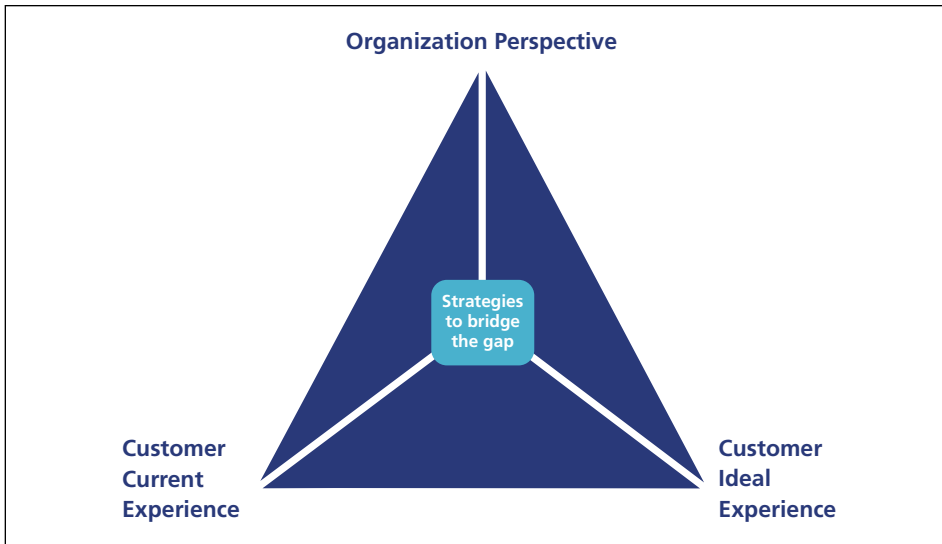 Organization Perspective
Strategies
to bridge
the gap
Customer
Current
Experience
Customer
Ideal
Experience